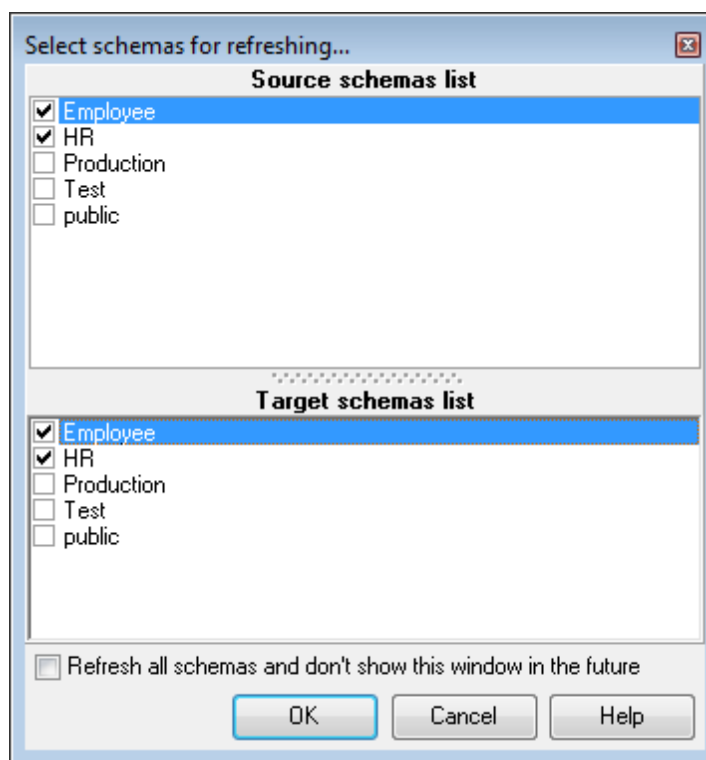 Select schemas for refreshing...
Source schemas list
Employee
HR
Production
Test
public
Target schemas list
Employee
HR
Production
Test
public
Refresh all schemas and don't show this window in the future
OK Cancel Help